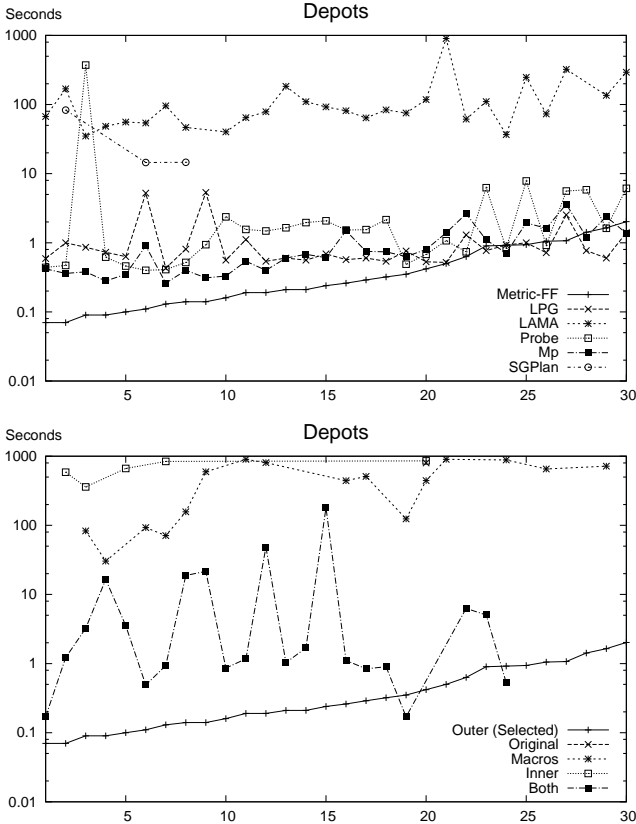 Depots
Seconds
1000
100
10
1
0.1
0.01
5 10 15 20 25 30
Metric-FF
LPG
LAMA
Probe
Mp
SGPlan
Depots
Seconds
1000
100
10
1
0.1
0.01
5 10 15 20 25 30
Outer (Selected)
Original
Macros
Inner
Both